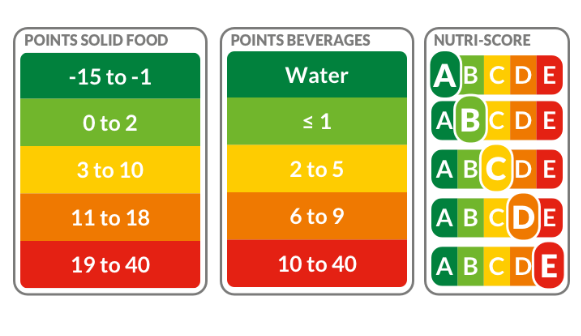 POINTS SOLID FOOD
-15 to -1
0 to 2
3 to 10
11 to 18
19 to 40
POINTS BEVERAGES
Water
≤ 1
2 to 5
6 to 9
10 to 40
NUTRI-SCORE
A B C D E
A B C D E
A B C D E
A B C D E
A B C D E